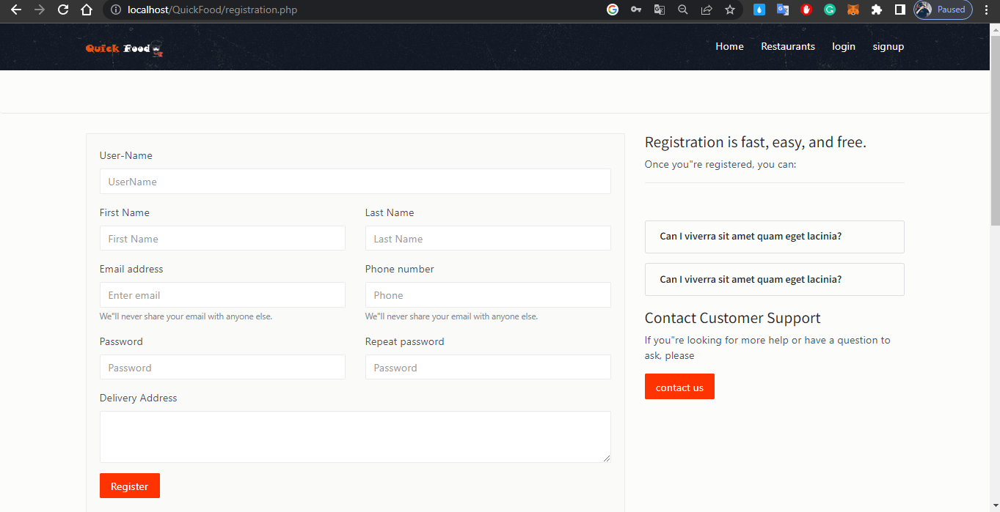 localhost/QuickFood/registration.php
Paused
Quick Food
Home Restaurants login signup
User-Name
UserName
First Name Last Name
First Name Last Name
Email address Phone number
Enter email Phone
We"ll never share your email with anyone else. We"ll never share your email with anyone else.
Password Repeat password
Password Password
Delivery Address
Register
Registration is fast, easy, and free.
Once you"re registered, you can:
Can I viverra sit amet quam eget lacinia?
Can I viverra sit amet quam eget lacinia?
Contact Customer Support
If you"re looking for more help or have a question to
ask, please
contact us